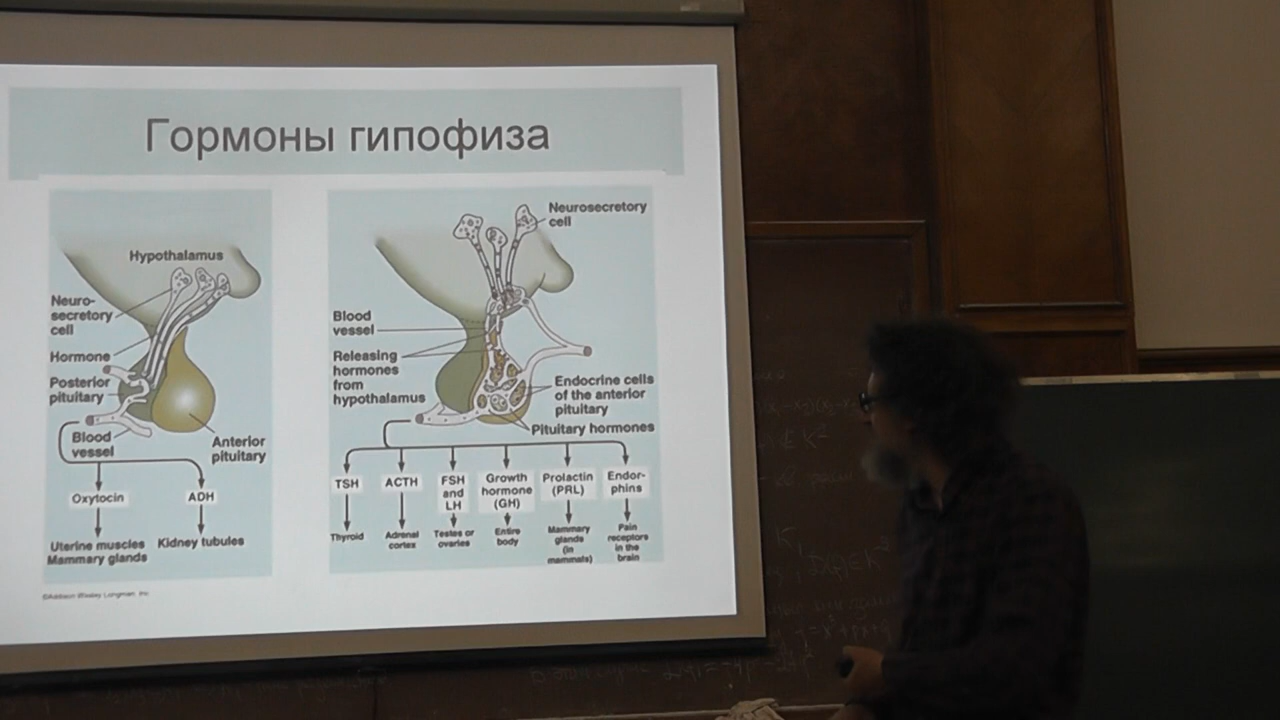 Гормоны гипофиза
Hypothalamus
Neuro-
secretory
cell
Hormone
Posterior
pituitary
Blood
vessel
Anterior
pituitary
Oxytocin
ADH
Uterine muscles
Mammary glands
Kidney tubules
©Addison Wesley Longman, Inc.
Neurosecretory
cell
Blood
vessel
Releasing
hormones
from
hypothalamus
Endocrine cells
of the anterior
pituitary
Pituitary hormones
TSH
ACTH
FSH
and
LH
Growth
hormone
(GH)
Prolactin
(PRL)
Endor-
phins
Thyroid
Adrenal
cortex
Testes or
ovaries
Entire
body
Mammary
glands
(in
mammals)
Pain
receptors
in the
brain